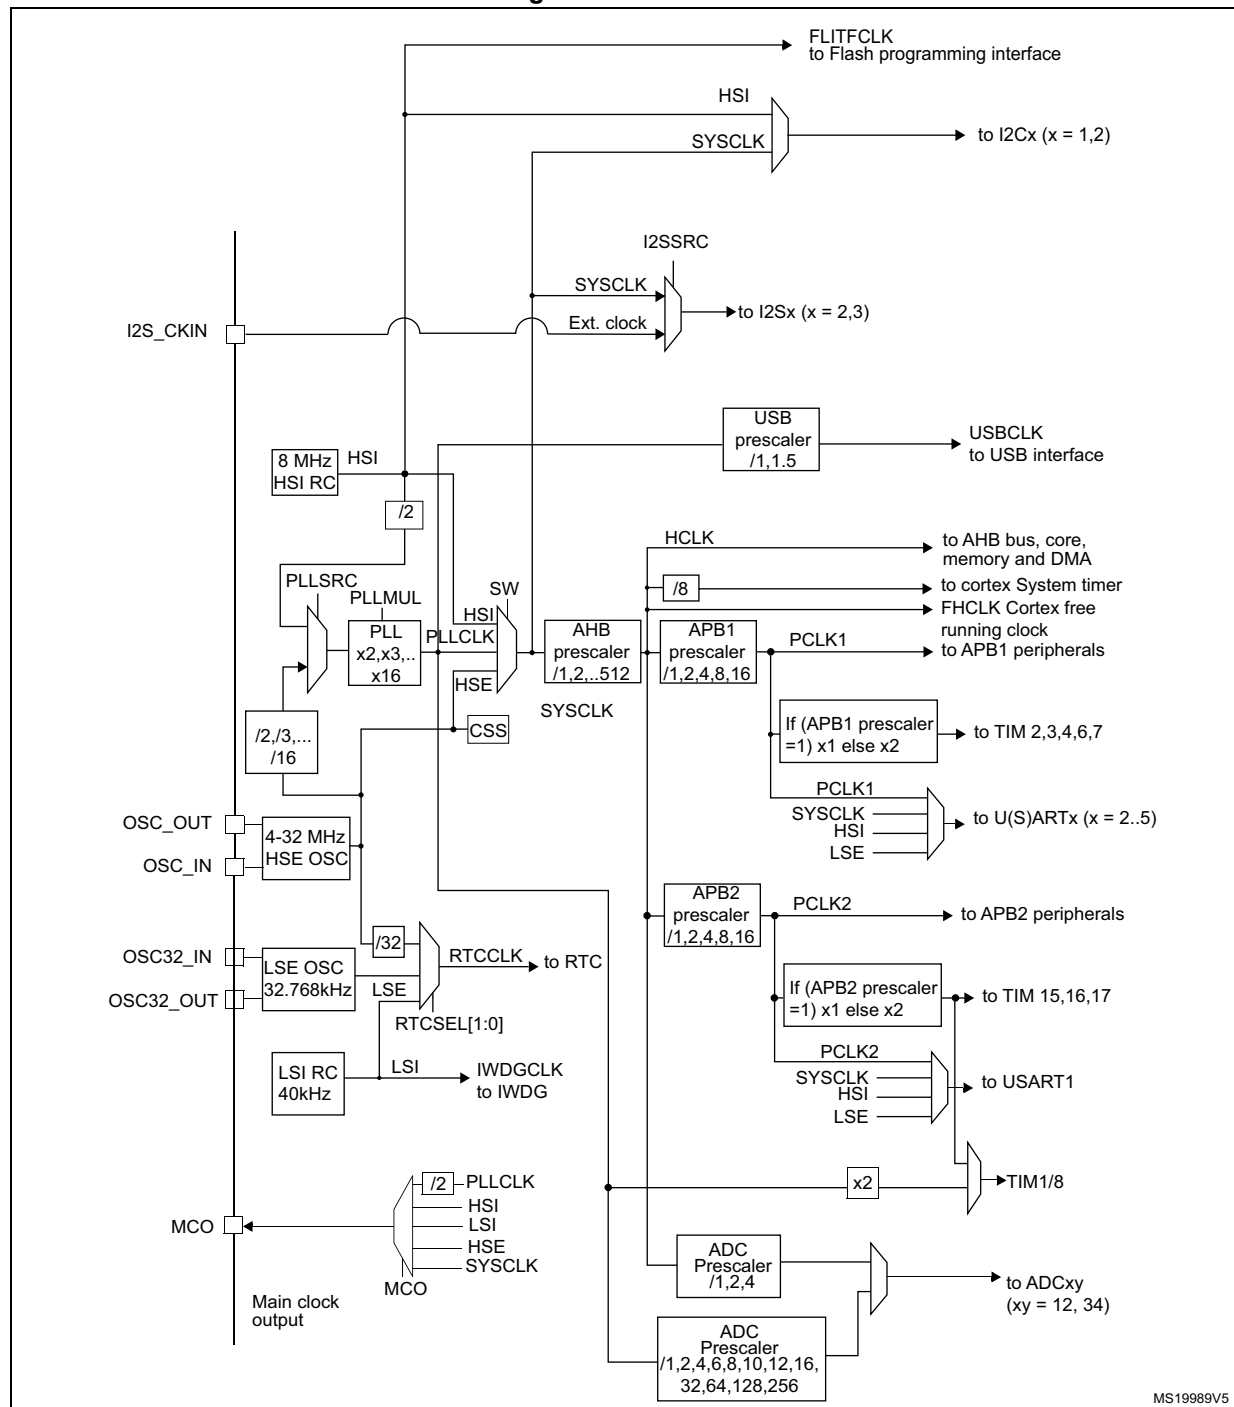 FLITFCLK
to Flash programming interface
HSI
SYSCLK
to I2Cx (x = 1,2)
I2SSRC
SYSCLK
Ext. clock
to I2Sx (x = 2,3)
I2S_CKIN
USB
prescaler
/1,1.5
USBCLK
to USB interface
8 MHz
HSI RC
HSI
/2
HCLK
to AHB bus, core,
memory and DMA
/8
to cortex System timer
FHCLK Cortex free
running clock
PLLSRC
PLLMUL
PLL
x2,x3,..
x16
SW
HSI
PLLCLK
HSE
AHB
prescaler
/1,2,..512
APB1
prescaler
/1,2,4,8,16
PCLK1
to APB1 peripherals
SYSCLK
CSS
/2,/3,...
/16
If (APB1 prescaler
=1) x1 else x2
to TIM 2,3,4,6,7
PCLK1
SYSCLK
HSI
LSE
to U(S)ARTx (x = 2..5)
OSC_OUT
OSC_IN
4-32 MHz
HSE OSC
APB2
prescaler
/1,2,4,8,16
PCLK2
to APB2 peripherals
/32
OSC32_IN
OSC32_OUT
LSE OSC
32.768kHz
LSE
RTCCLK
to RTC
RTCSEL[1:0]
If (APB2 prescaler
=1) x1 else x2
to TIM 15,16,17
LSI RC
40kHz
LSI
IWDGCLK
to IWDG
PCLK2
SYSCLK
HSI
LSE
to USART1
x2
TIM1/8
/2
PLLCLK
HSI
LSI
HSE
SYSCLK
MCO
MCO
Main clock
output
ADC
Prescaler
/1,2,4
to ADCxy
(xy = 12, 34)
ADC
Prescaler
/1,2,4,6,8,10,12,16,
32,64,128,256
MS19989V5